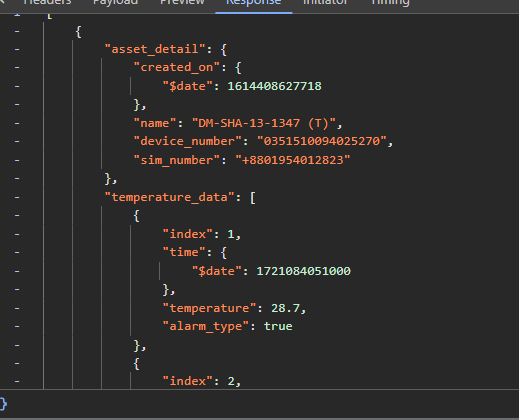 Headers Payload Preview Response Initiator Timing
[
{
"asset_detail": {
"created_on": {
"$date": 1614408627718
},
"name": "DM-SHA-13-1347 (T)",
"device_number": "0351510094025270",
"sim_number": "+8801954012823"
},
"temperature_data": [
{
"index": 1,
"time": {
"$date": 1721084051000
},
"temperature": 28.7,
"alarm_type": true
},
{
"index": 2,
}